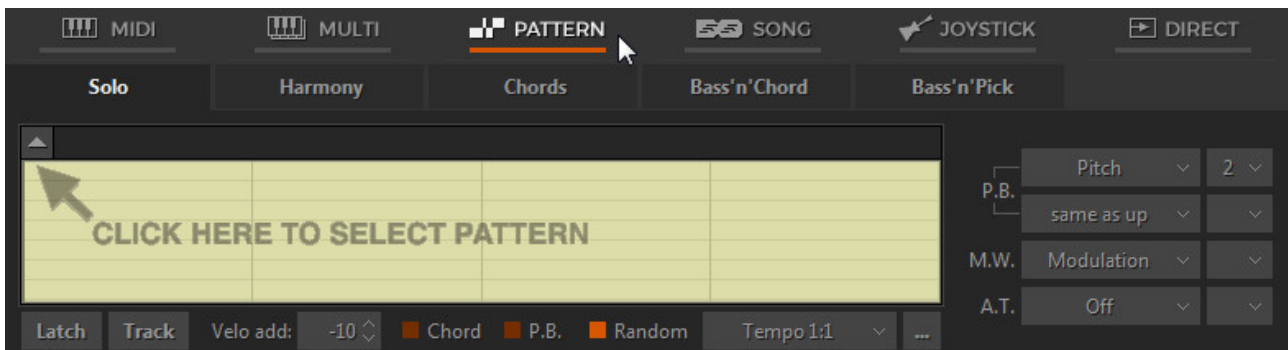 MIDI MULTI PATTERN SONG JOYSTICK DIRECT
Solo Harmony Chords Bass'n'Chord Bass'n'Pick
CLICK HERE TO SELECT PATTERN
P.B. Pitch 2
same as up
M.W. Modulation
A.T. Off
Latch Track Velo add: -10 Chord P.B. Random Tempo 1:1 ...